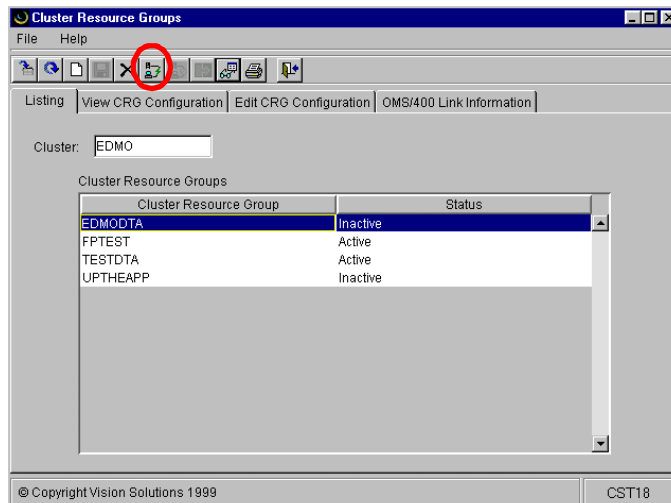 Cluster Resource Groups
File Help
Listing View CRG Configuration Edit CRG Configuration OMS/400 Link Information
Cluster: EDMO
Cluster Resource Groups
Cluster Resource Group Status
EDMODTA Inactive
FPTEST Active
TESTDTA Active
UPTHEAPP Inactive
© Copyright Vision Solutions 1999 CST18